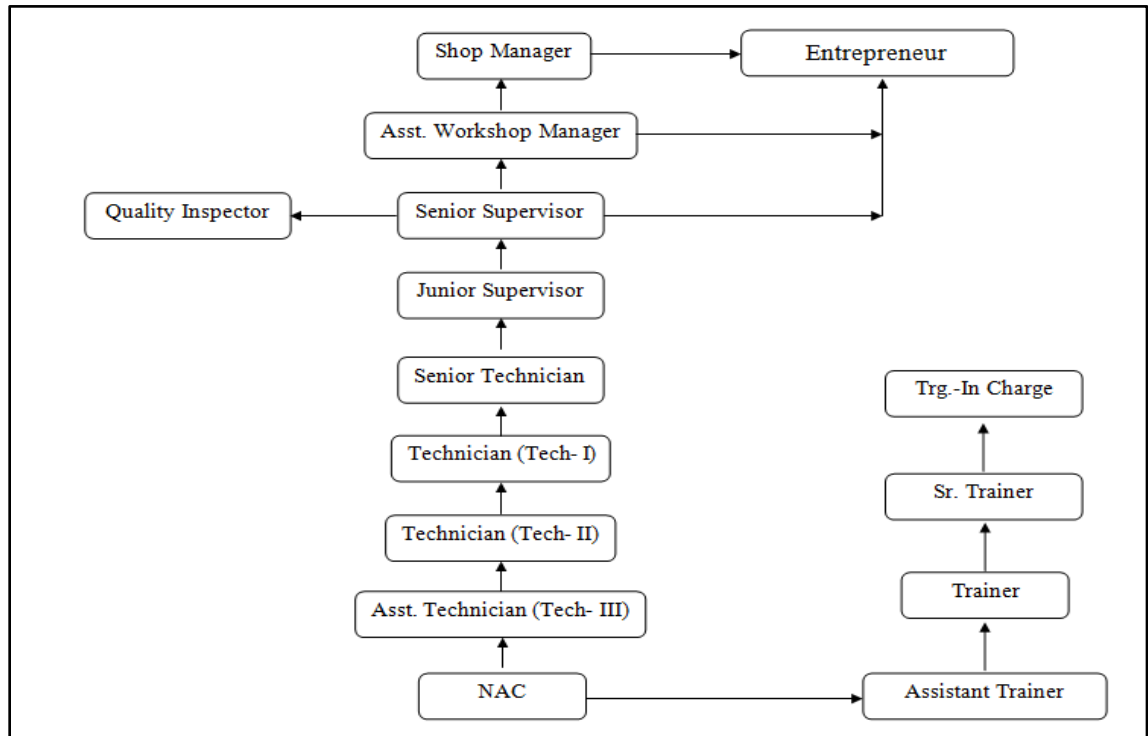 Shop Manager
Entrepreneur
Asst. Workshop Manager
Quality Inspector
Senior Supervisor
Junior Supervisor
Senior Technician
Trg.-In Charge
Technician (Tech- I)
Sr. Trainer
Technician (Tech- II)
Trainer
Asst. Technician (Tech- III)
NAC
Assistant Trainer